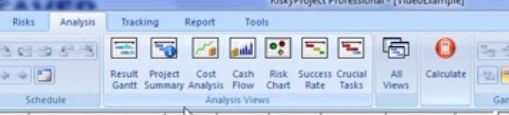 RiskyProject Professional - [VideoExample]
Risks Analysis Tracking Report Tools
Result Project Cost Cash Risk Success Crucial All Calculate
Gantt Summary Analysis Flow Chart Rate Tasks Views
Schedule Analysis Views